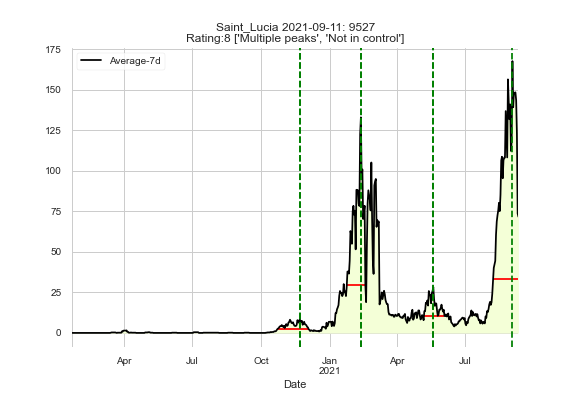 Saint_Lucia 2021-09-11: 9527
Rating:8 ['Multiple peaks', 'Not in control']
Average-7d
175
150
125
100
75
50
25
0
Apr Jul Oct Jan Apr Jul
2021
Date